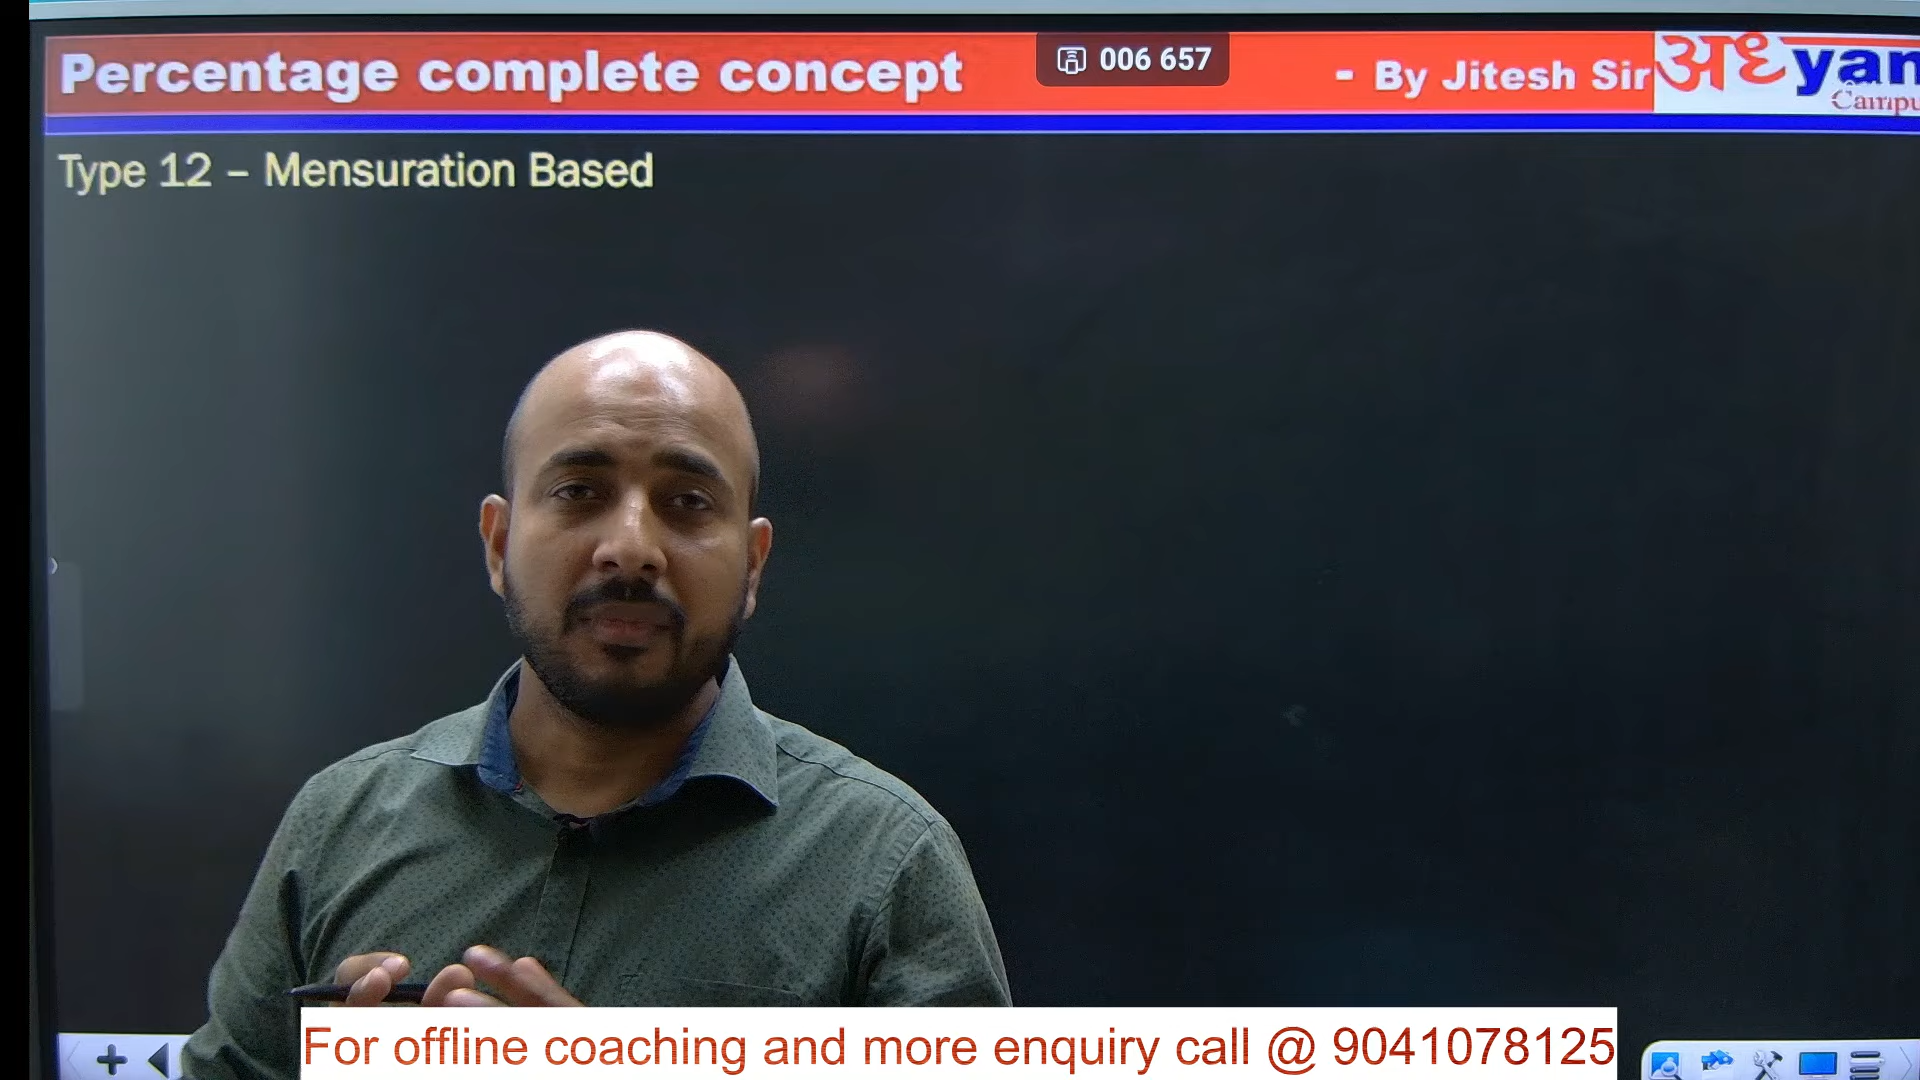 Percentage complete concept
006 657
- By Jitesh Sir
अध्yan
Campu
Type 12 – Mensuration Based
For offline coaching and more enquiry call @ 9041078125